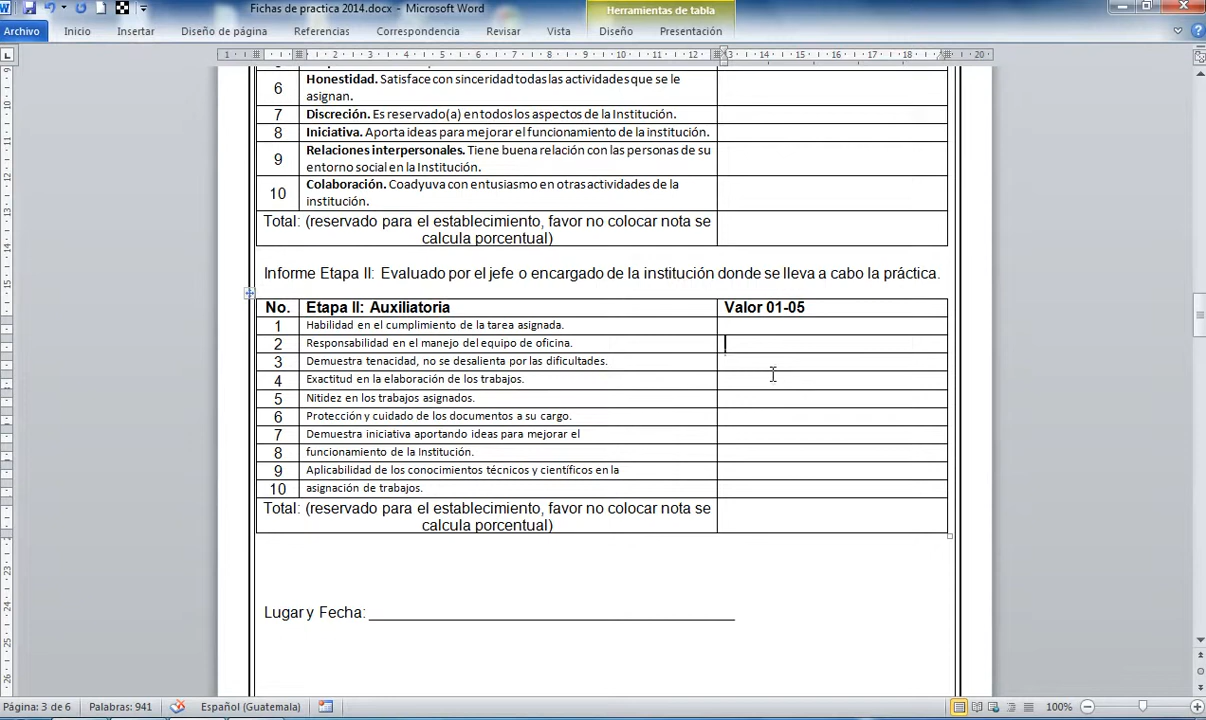 Fichas de practica 2014.docx - Microsoft Word
Herramientas de tabla
Archivo Inicio Insertar Diseño de página Referencias Correspondencia Revisar Vista Diseño Presentación
6 Honestidad. Satisface con sinceridad todas las actividades que se le
asignan.
7 Discreción. Es reservado(a) en todos los aspectos de la Institución.
8 Iniciativa. Aporta ideas para mejorar el funcionamiento de la institución.
9 Relaciones interpersonales. Tiene buena relación con las personas de su
entorno social en la Institución.
10 Colaboración. Coadyuva con entusiasmo en otras actividades de la
institución.
Total: (reservado para el establecimiento, favor no colocar nota se
calcula porcentual)
Informe Etapa II: Evaluado por el jefe o encargado de la institución donde se lleva a cabo la práctica.
No. Etapa II: Auxiliatoria Valor 01-05
1 Habilidad en el cumplimiento de la tarea asignada.
2 Responsabilidad en el manejo del equipo de oficina.
3 Demuestra tenacidad, no se desalienta por las dificultades.
4 Exactitud en la elaboración de los trabajos.
5 Nitidez en los trabajos asignados.
6 Protección y cuidado de los documentos a su cargo.
7 Demuestra iniciativa aportando ideas para mejorar el
8 funcionamiento de la Institución.
9 Aplicabilidad de los conocimientos técnicos y científicos en la
10 asignación de trabajos.
Total: (reservado para el establecimiento, favor no colocar nota se
calcula porcentual)
Lugar y Fecha: ______________________________________________
Página: 3 de 6 Palabras: 941 Español (Guatemala) 100%